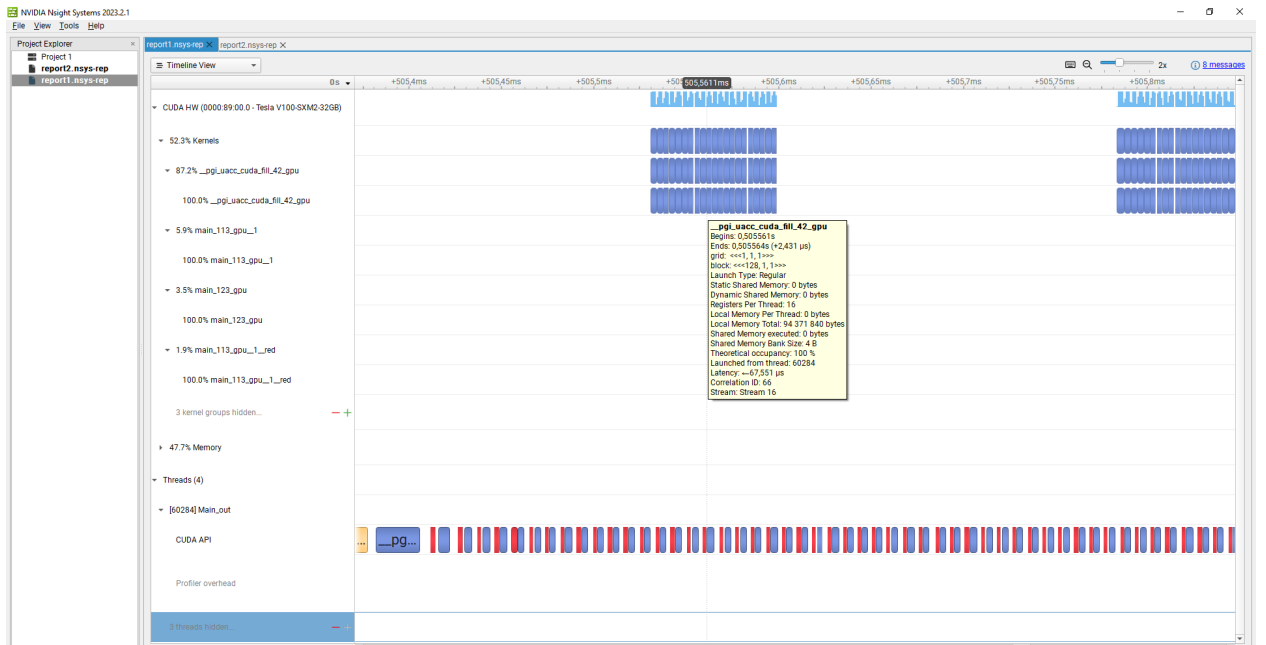 NVIDIA Nsight Systems 2023.2.1
File View Tools Help
Project Explorer ×
Project 1
report2.nsys-rep
report1.nsys-rep
report1.nsys-rep × report2.nsys-rep ×
Timeline View
2x 8 messages
0s +505,4ms +505,45ms +505,5ms 505,5611ms +505,6ms +505,65ms +505,7ms +505,75ms +505,8ms
CUDA HW (0000:89:00.0 - Tesla V100-SXM2-32GB)
52.3% Kernels
87.2% __pgi_uacc_cuda_fill_42_gpu
100.0% __pgi_uacc_cuda_fill_42_gpu
5.9% main_113_gpu__1
100.0% main_113_gpu__1
3.5% main_123_gpu
100.0% main_123_gpu
1.9% main_113_gpu__1__red
100.0% main_113_gpu__1__red
3 kernel groups hidden... − +
47.7% Memory
Threads (4)
[60284] Main_out
CUDA API
... __pg...
Profiler overhead
3 threads hidden... − +
__pgi_uacc_cuda_fill_42_gpu
Begins: 0,505561s
Ends: 0,505564s (+2,431 µs)
grid: <<<1, 1, 1>>>
block: <<<128, 1, 1>>>
Launch Type: Regular
Static Shared Memory: 0 bytes
Dynamic Shared Memory: 0 bytes
Registers Per Thread: 16
Local Memory Per Thread: 0 bytes
Local Memory Total: 94 371 840 bytes
Shared Memory executed: 0 bytes
Shared Memory Bank Size: 4 B
Theoretical occupancy: 100 %
Launched from thread: 60284
Latency: ←67,551 µs
Correlation ID: 66
Stream: Stream 16